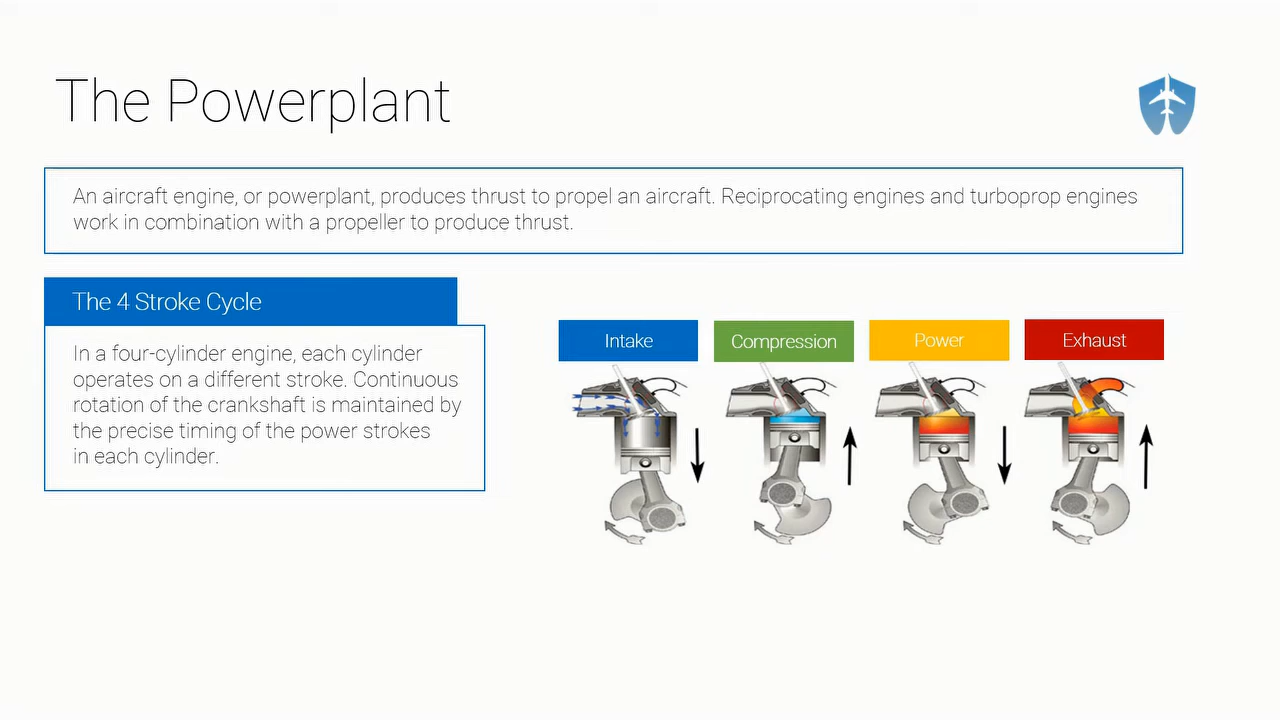 The Powerplant
An aircraft engine, or powerplant, produces thrust to propel an aircraft. Reciprocating engines and turboprop engines
work in combination with a propeller to produce thrust.
The 4 Stroke Cycle
In a four-cylinder engine, each cylinder
operates on a different stroke. Continuous
rotation of the crankshaft is maintained by
the precise timing of the power strokes
in each cylinder.
Intake
Compression
Power
Exhaust